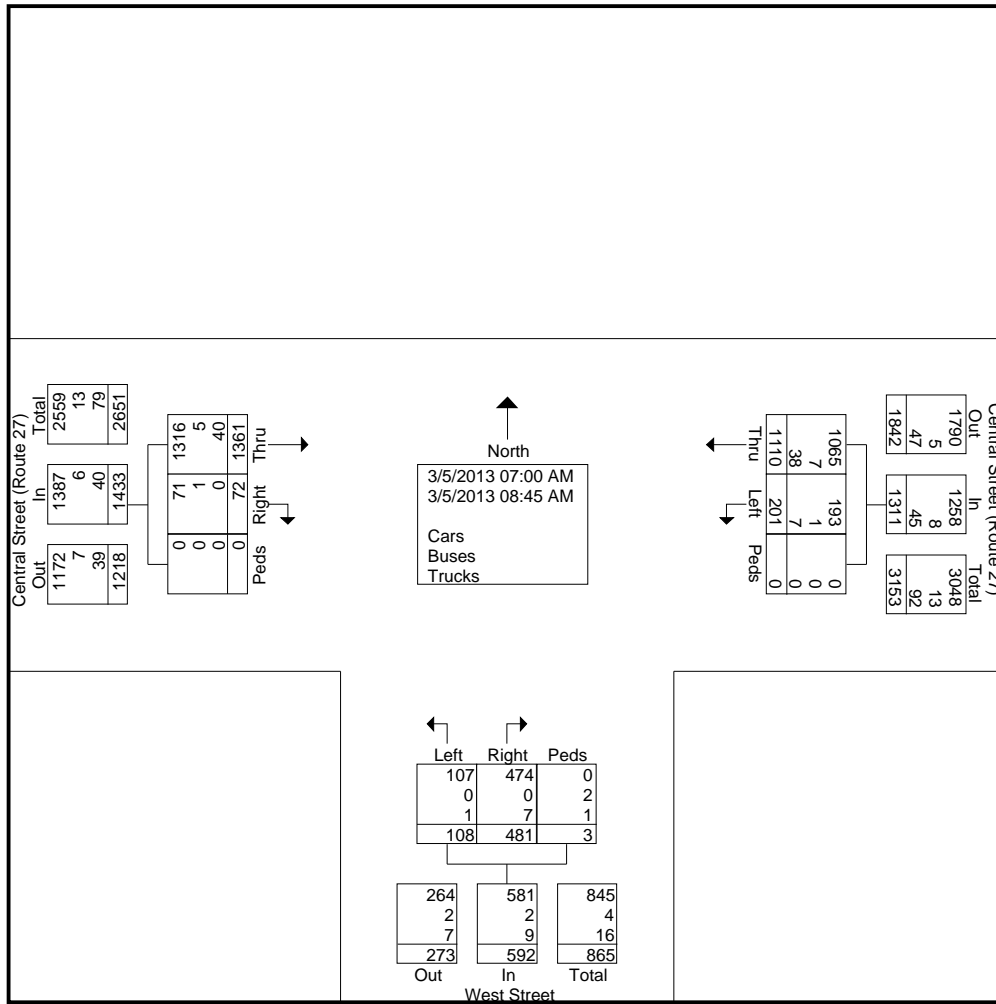 North
3/5/2013 07:00 AM
3/5/2013 08:45 AM
Cars
Buses
Trucks
Central Street (Route 27)
Total In Out
2559 1387 1172
13 6 7
79 40 39
2651 1433 1218
Thru Right Peds
1316 71 0
5 1 0
40 0 0
1361 72 0
Central Street (Route 27)
Out In Total
1790 1258 3048
5 8 13
47 45 92
1842 1311 3153
Thru Left Peds
1065 193 0
7 1 0
38 7 0
1110 201 0
Left Right Peds
107 474 0
0 0 2
1 7 1
108 481 3
264 581 845
2 2 4
7 9 16
273 592 865
Out In Total
West Street